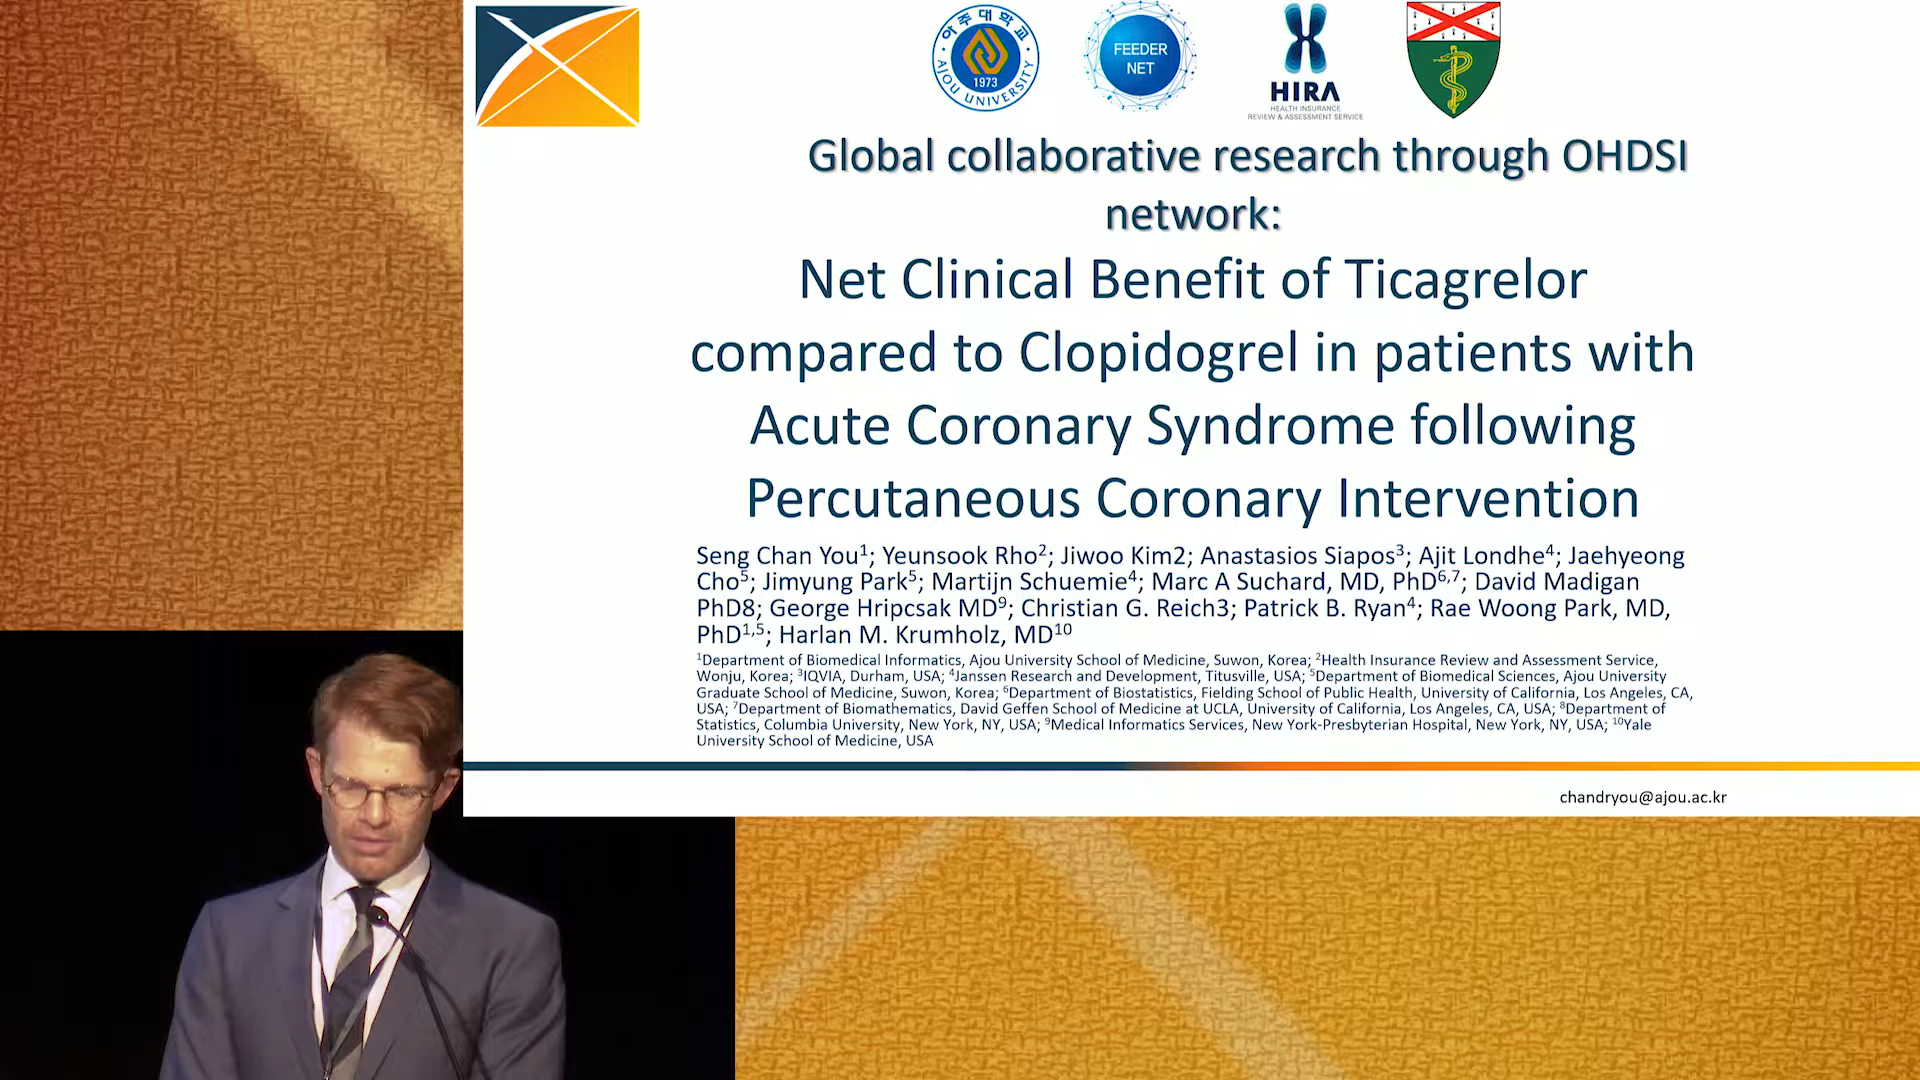 아주대학교
AJOU UNIVERSITY
1973
FEEDER
NET
HIRA
HEALTH INSURANCE
REVIEW & ASSESSMENT SERVICE
Global collaborative research through OHDSI
network:
Net Clinical Benefit of Ticagrelor
compared to Clopidogrel in patients with
Acute Coronary Syndrome following
Percutaneous Coronary Intervention
Seng Chan You¹; Yeunsook Rho²; Jiwoo Kim2; Anastasios Siapos³; Ajit Londhe⁴; Jaehyeong
Cho⁵; Jimyung Park⁵; Martijn Schuemie⁴; Marc A Suchard, MD, PhD⁶,⁷; David Madigan
PhD8; George Hripcsak MD⁹; Christian G. Reich3; Patrick B. Ryan⁴; Rae Woong Park, MD,
PhD¹,⁵; Harlan M. Krumholz, MD¹⁰
¹Department of Biomedical Informatics, Ajou University School of Medicine, Suwon, Korea; ²Health Insurance Review and Assessment Service,
Wonju, Korea; ³IQVIA, Durham, USA; ⁴Janssen Research and Development, Titusville, USA; ⁵Department of Biomedical Sciences, Ajou University
Graduate School of Medicine, Suwon, Korea; ⁶Department of Biostatistics, Fielding School of Public Health, University of California, Los Angeles, CA,
USA; ⁷Department of Biomathematics, David Geffen School of Medicine at UCLA, University of California, Los Angeles, CA, USA; ⁸Department of
Statistics, Columbia University, New York, NY, USA; ⁹Medical Informatics Services, New York-Presbyterian Hospital, New York, NY, USA; ¹⁰Yale
University School of Medicine, USA
chandryou@ajou.ac.kr